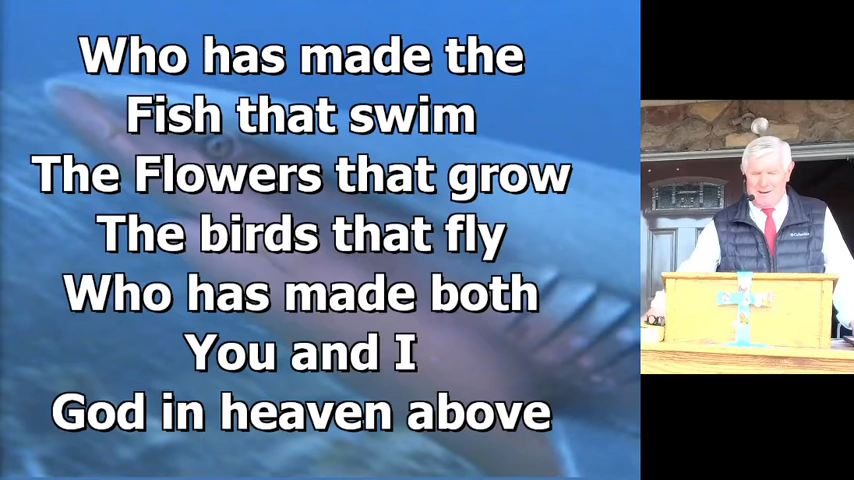 Who has made the
Fish that swim
The Flowers that grow
The birds that fly
Who has made both
You and I
God in heaven above
Columbia